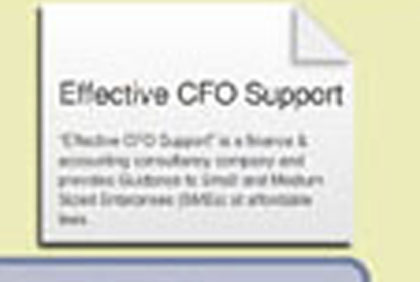 Effective CFO Support
"Effective CFO Support" is a finance &
accounting consultancy company and
provides Guidance to Small and Medium
Sized Enterprises (SMEs) at affordable
fees.